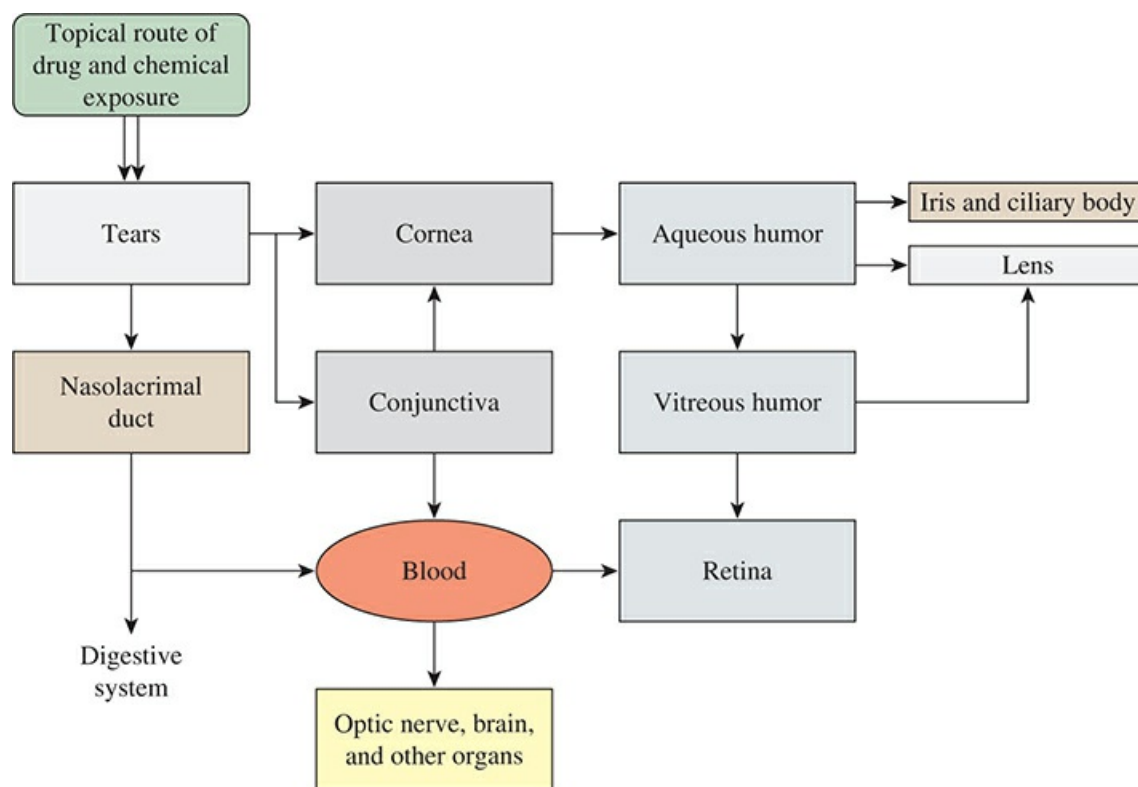 Topical route of
drug and chemical
exposure
Tears
Cornea
Aqueous humor
Iris and ciliary body
Lens
Nasolacrimal
duct
Conjunctiva
Vitreous humor
Blood
Retina
Digestive
system
Optic nerve, brain,
and other organs